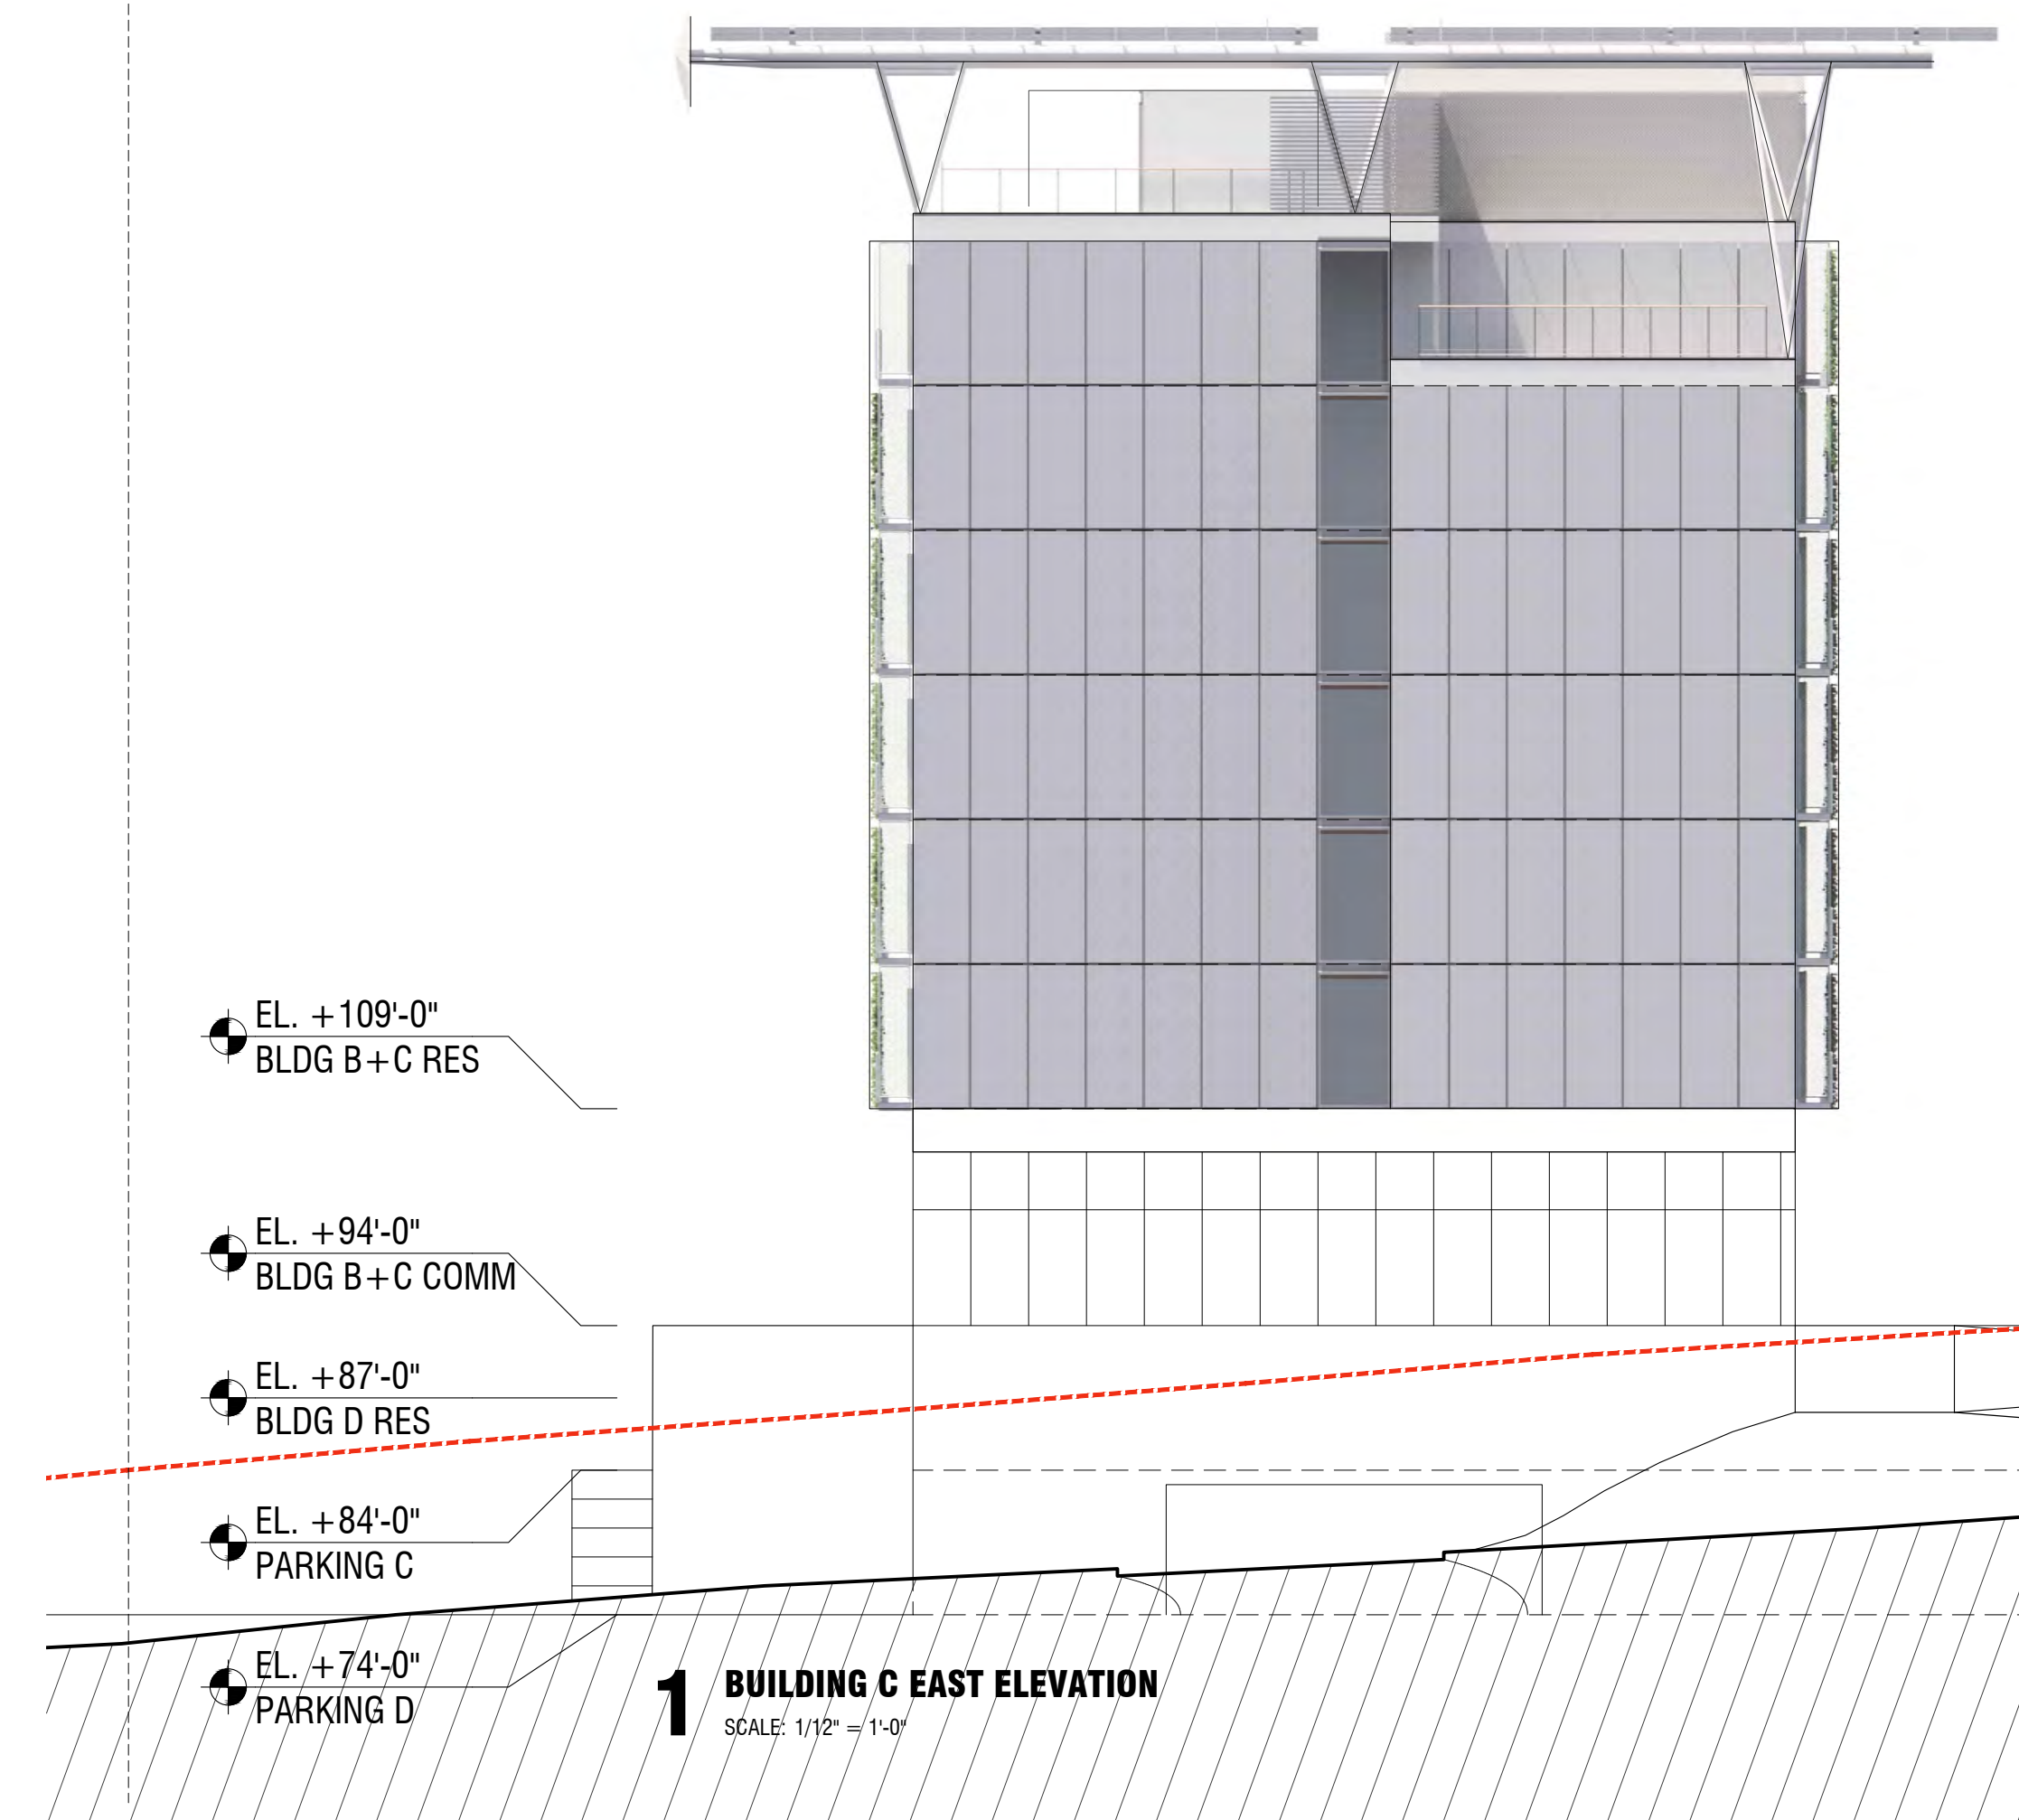 EL. +109'-0"
BLDG B+C RES
EL. +94'-0"
BLDG B+C COMM
EL. +87'-0"
BLDG D RES
EL. +84'-0"
PARKING C
EL. +74'-0"
PARKING D
1 BUILDING C EAST ELEVATION
SCALE: 1/12" = 1'-0"